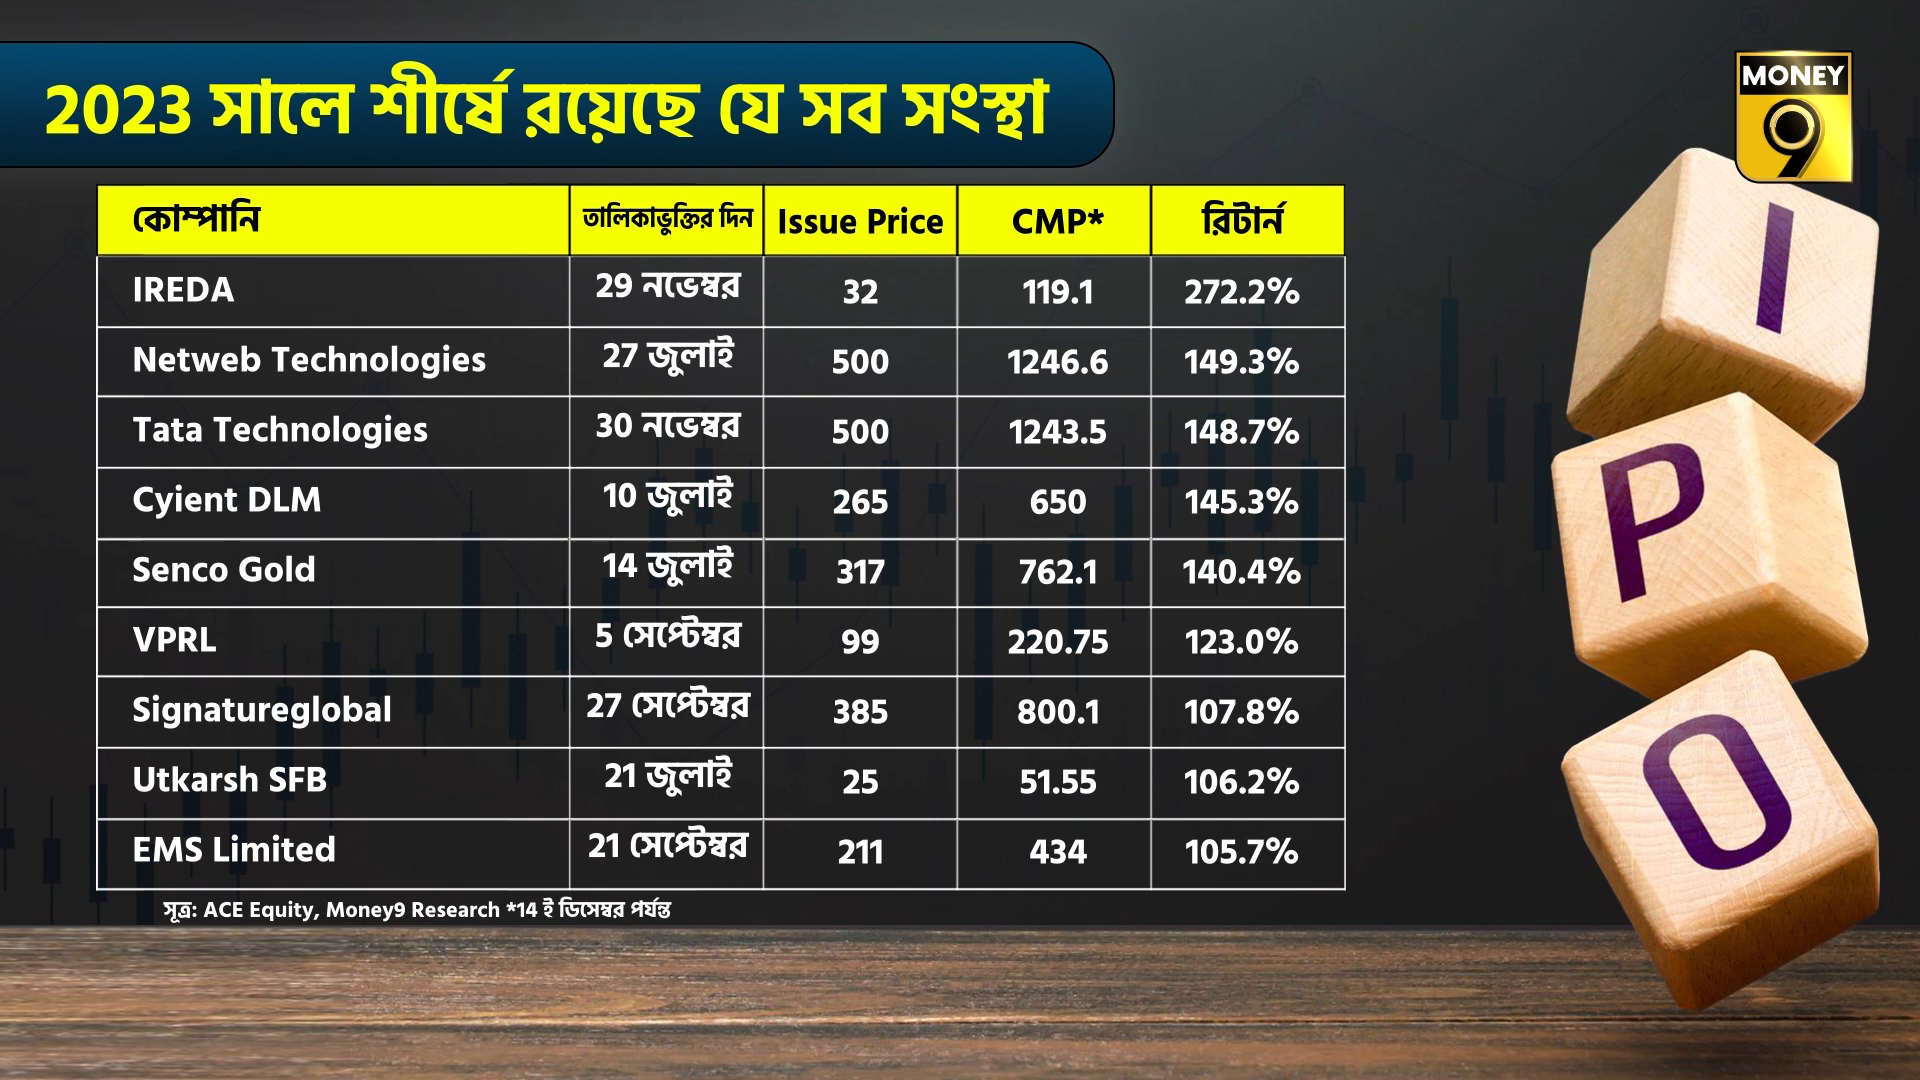 2023 সালে শীর্ষে রয়েছে যে সব সংস্থা
MONEY
9
কোম্পানি তালিকাভুক্তির দিন Issue Price CMP* রিটার্ন
IREDA 29 নভেম্বর 32 119.1 272.2%
Netweb Technologies 27 জুলাই 500 1246.6 149.3%
Tata Technologies 30 নভেম্বর 500 1243.5 148.7%
Cyient DLM 10 জুলাই 265 650 145.3%
Senco Gold 14 জুলাই 317 762.1 140.4%
VPRL 5 সেপ্টেম্বর 99 220.75 123.0%
Signatureglobal 27 সেপ্টেম্বর 385 800.1 107.8%
Utkarsh SFB 21 জুলাই 25 51.55 106.2%
EMS Limited 21 সেপ্টেম্বর 211 434 105.7%
সূত্র: ACE Equity, Money9 Research *14 ই ডিসেম্বর পর্যন্ত
I
P
O